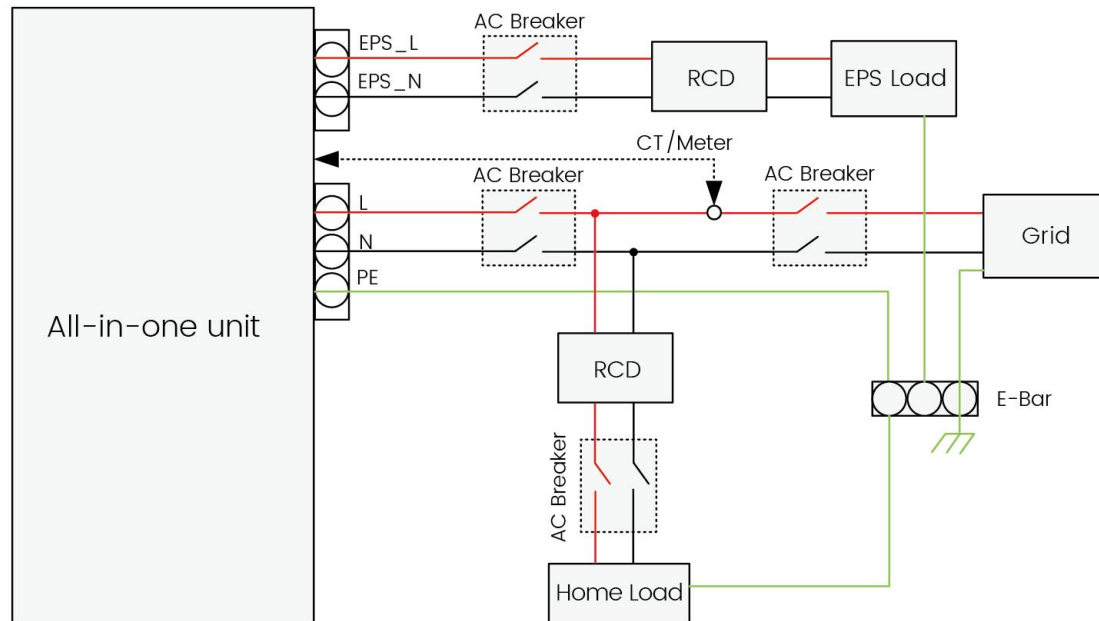 AC Breaker
EPS_L
EPS_N
RCD
EPS Load
CT/Meter
AC Breaker
AC Breaker
L
N
PE
Grid
All-in-one unit
RCD
E-Bar
AC Breaker
Home Load